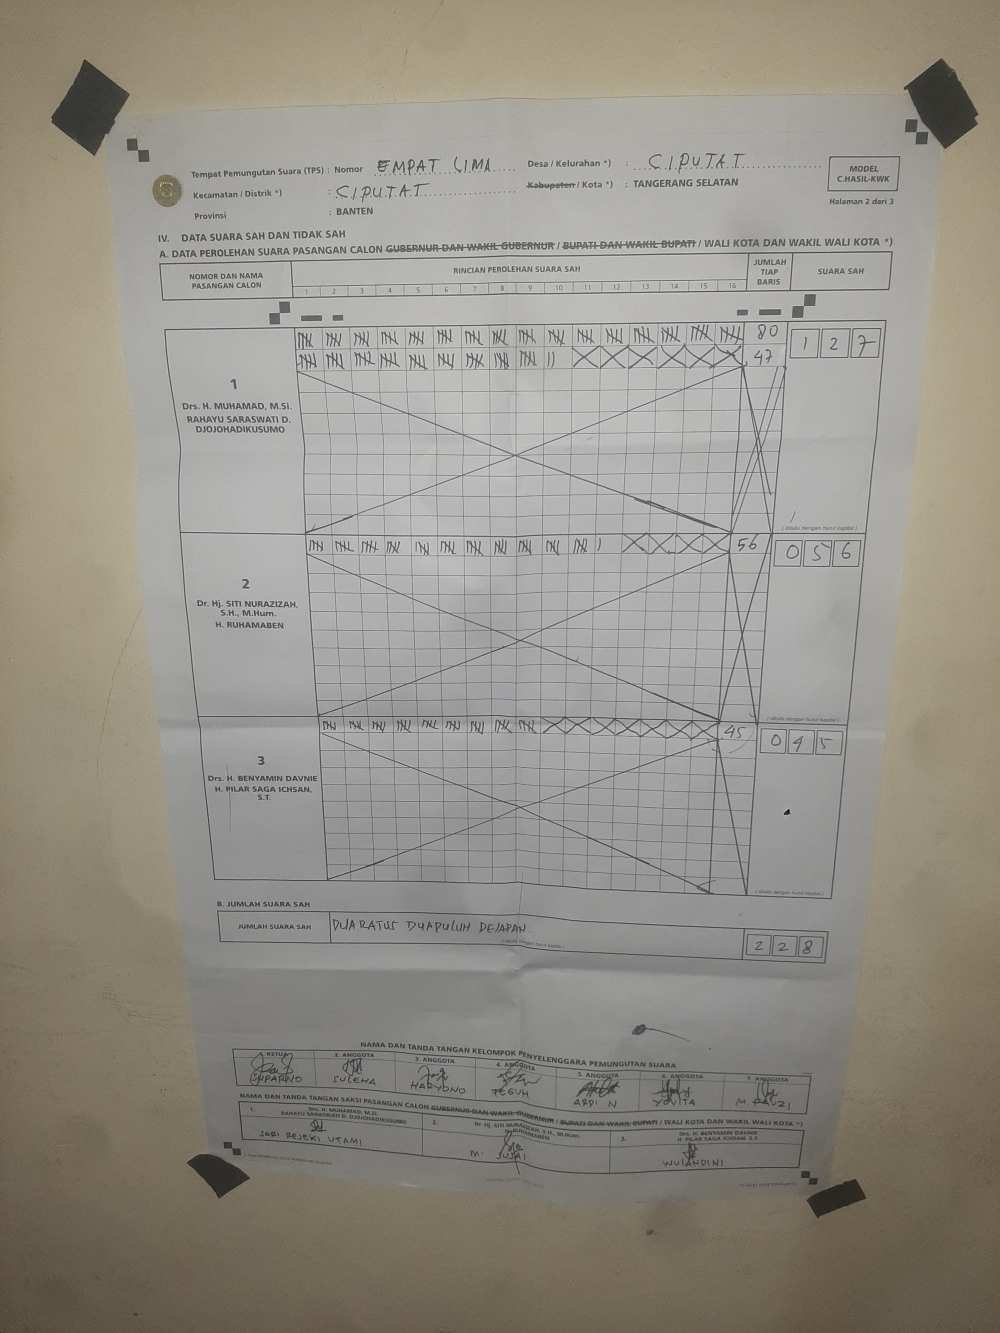 Tempat Pemungutan Suara (TPS) : Nomor EMPAT LIMA Desa / Kelurahan *) : CIPUTAT
Kecamatan / Distrik *) : CIPUTAT Kabupaten / Kota *) : TANGERANG SELATAN
Provinsi : BANTEN
MODEL
C.HASIL-KWK
Halaman 2 dari 3
IV. DATA SUARA SAH DAN TIDAK SAH
A. DATA PEROLEHAN SUARA PASANGAN CALON GUBERNUR DAN WAKIL GUBERNUR / BUPATI DAN WAKIL BUPATI / WALI KOTA DAN WAKIL WALI KOTA *)
NOMOR DAN NAMA
PASANGAN CALON
RINCIAN PEROLEHAN SUARA SAH
1 2 3 4 5 6 7 8 9 10 11 12 13 14 15 16
JUMLAH
TIAP
BARIS
SUARA SAH
1
Drs. H. MUHAMAD, M.Si.
RAHAYU SARASWATI D.
DJOJOHADIKUSUMO
80
47
1 2 7
( ditulis dengan huruf kapital )
2
Dr. Hj. SITI NURAZIZAH,
S.H., M.Hum.
H. RUHAMABEN
56
0 5 6
( ditulis dengan huruf kapital )
3
Drs. H. BENYAMIN DAVNIE
H. PILAR SAGA ICHSAN,
S.T.
45
0 4 5
( ditulis dengan huruf kapital )
B. JUMLAH SUARA SAH
JUMLAH SUARA SAH DUARATUS DUAPULUH DELAPAN
( ditulis dengan huruf kapital )
2 2 8
NAMA DAN TANDA TANGAN KELOMPOK PENYELENGGARA PEMUNGUTAN SUARA
1. KETUA 2. ANGGOTA 3. ANGGOTA 4. ANGGOTA 5. ANGGOTA 6. ANGGOTA 7. ANGGOTA
SUPARNO SULEHA HARYONO TEGUH ARDI N YOVITA M FAUZI
NAMA DAN TANDA TANGAN SAKSI PASANGAN CALON GUBERNUR DAN WAKIL GUBERNUR / BUPATI DAN WAKIL BUPATI / WALI KOTA DAN WAKIL WALI KOTA *)
1. Drs. H. MUHAMAD, M.Si.
RAHAYU SARASWATI D. DJOJOHADIKUSUMO
SARI REJEKI UTAMI
2. Dr. Hj. SITI NURAZIZAH, S.H., M.Hum.
H. RUHAMABEN
3. Drs. H. BENYAMIN DAVNIE
H. PILAR SAGA ICHSAN, S.T.
WULANDINI